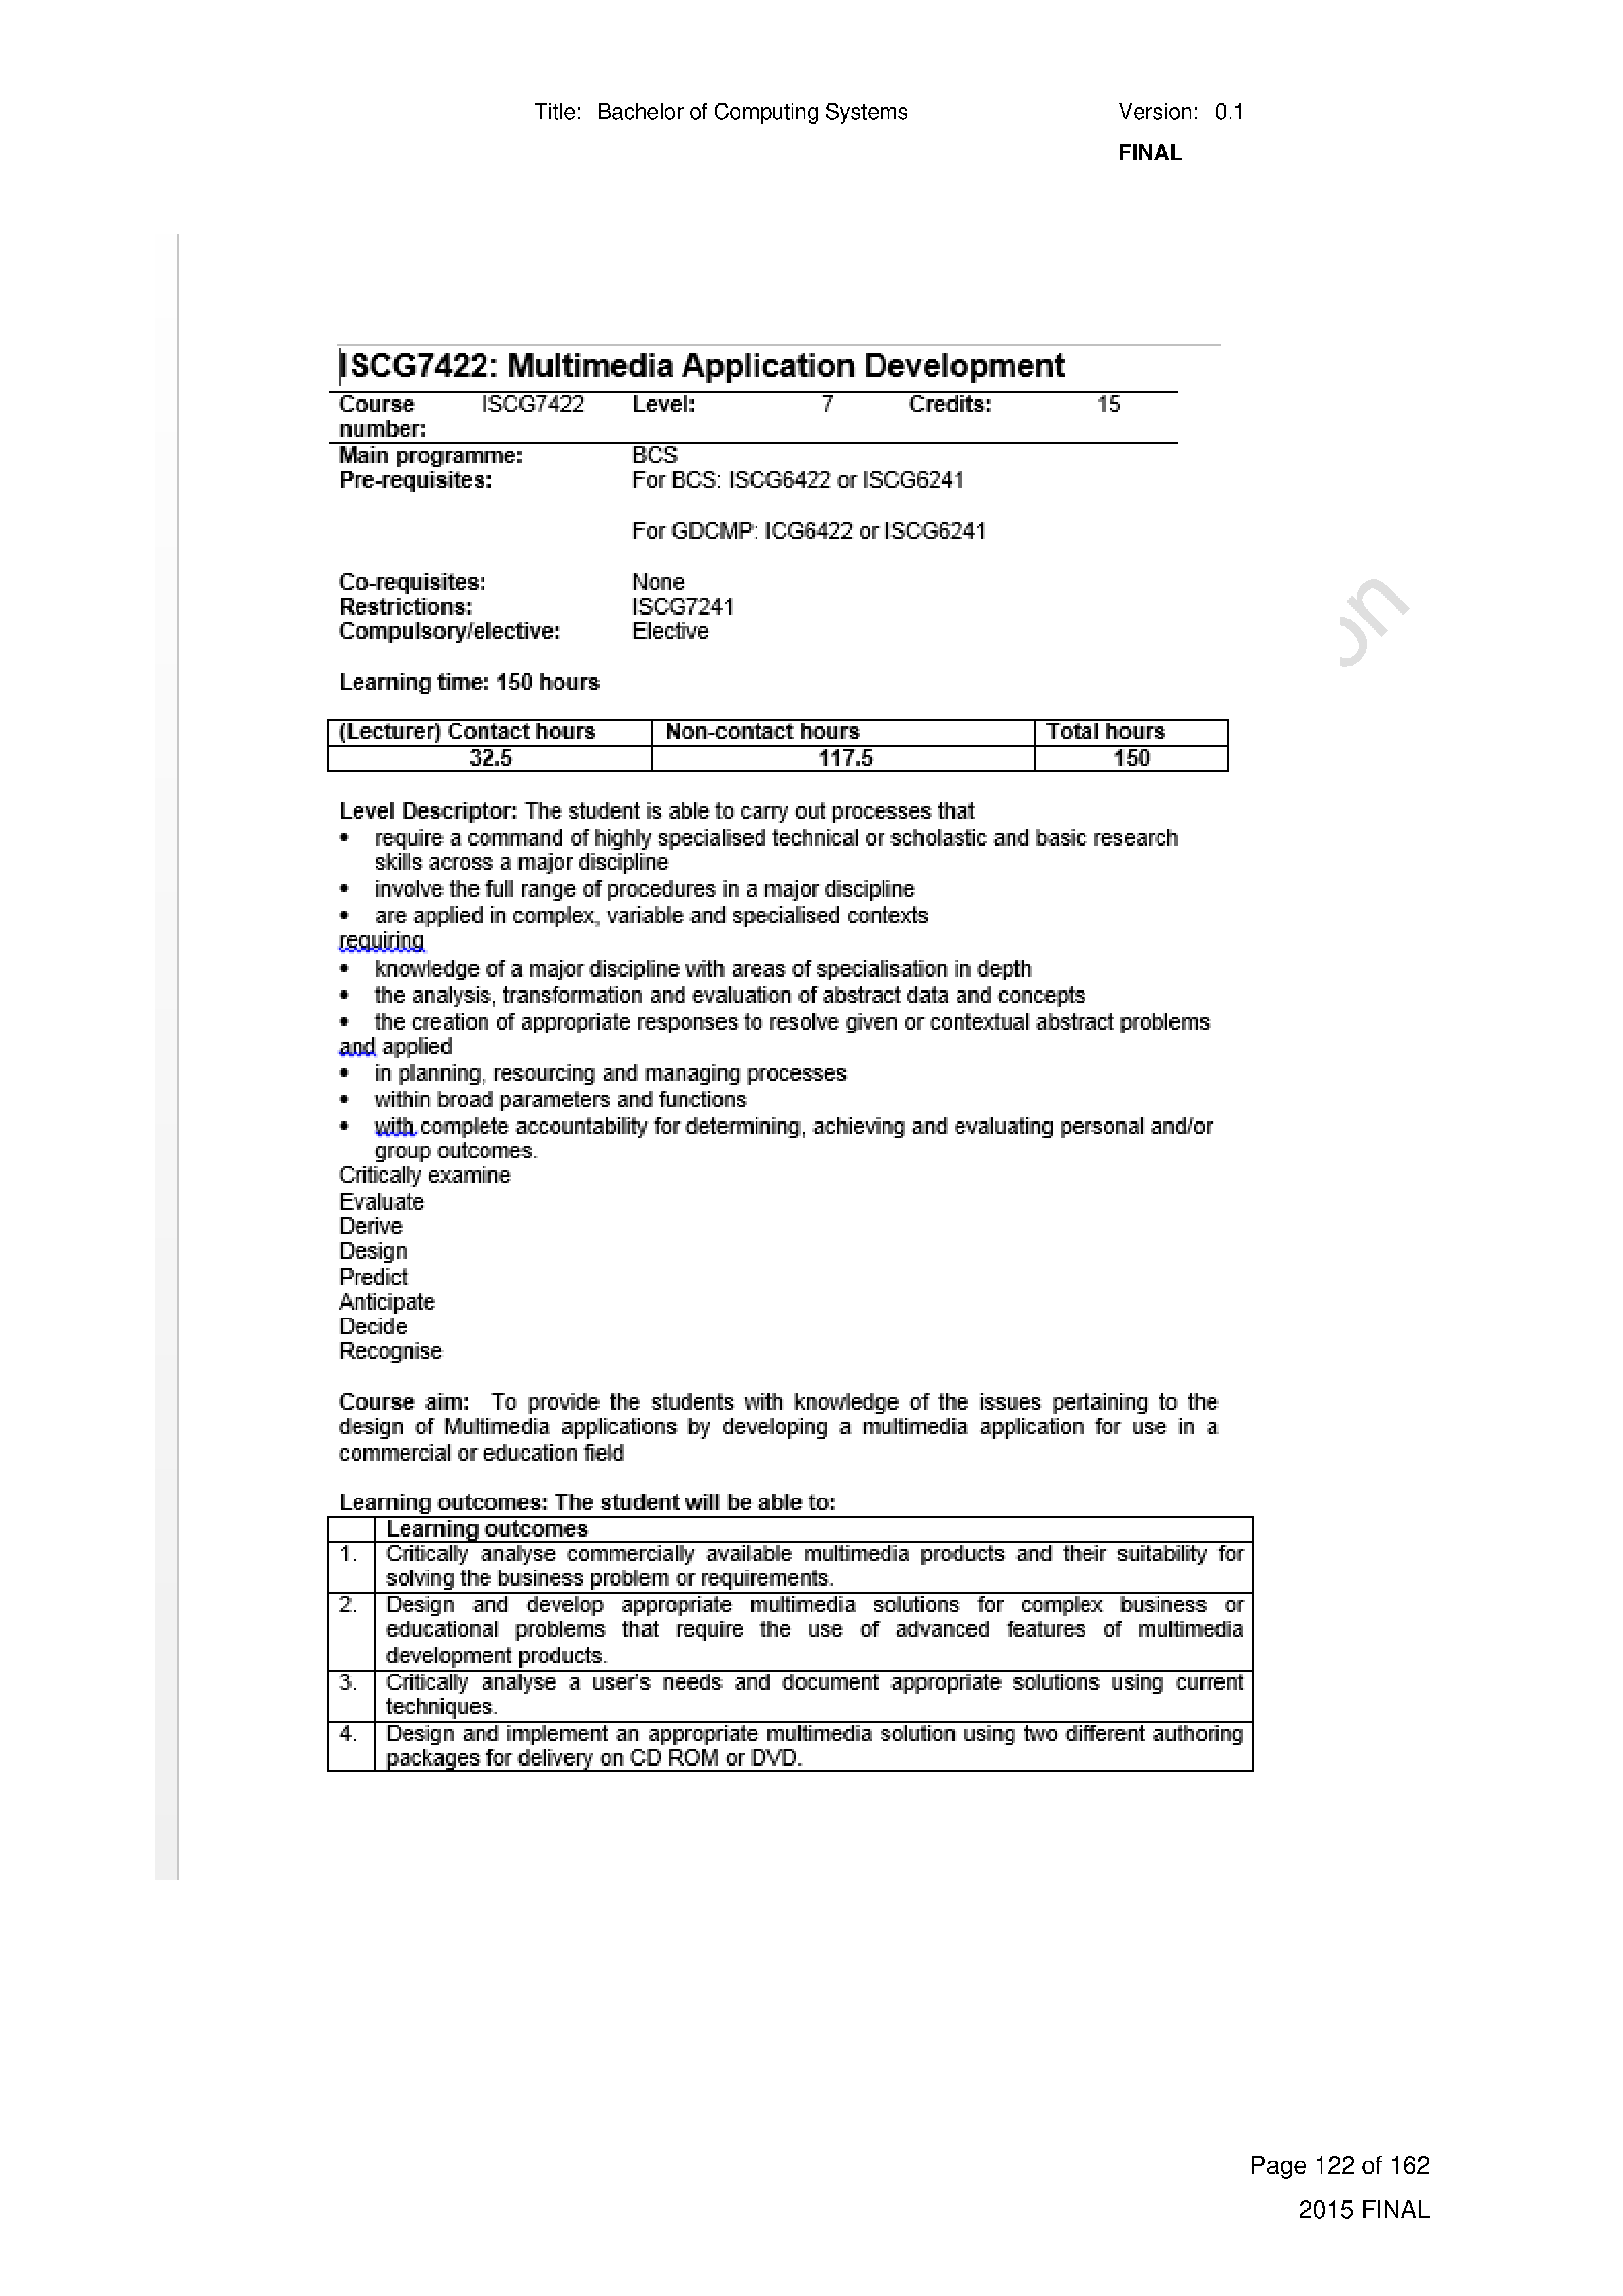 Title: Bachelor of Computing Systems Version: 0.1
FINAL
ISCG7422: Multimedia Application Development
Course ISCG7422 Level: 7 Credits: 15
number:
Main programme: BCS
Pre-requisites: For BCS: ISCG6422 or ISCG6241
For GDCMP: ICG6422 or ISCG6241
Co-requisites: None
Restrictions: ISCG7241
Compulsory/elective: Elective
on
Learning time: 150 hours
(Lecturer) Contact hours Non-contact hours Total hours
32.5 117.5 150
Level Descriptor: The student is able to carry out processes that
• require a command of highly specialised technical or scholastic and basic research
skills across a major discipline
• involve the full range of procedures in a major discipline
• are applied in complex, variable and specialised contexts
requiring
• knowledge of a major discipline with areas of specialisation in depth
• the analysis, transformation and evaluation of abstract data and concepts
• the creation of appropriate responses to resolve given or contextual abstract problems
and applied
• in planning, resourcing and managing processes
• within broad parameters and functions
• with complete accountability for determining, achieving and evaluating personal and/or
group outcomes.
Critically examine
Evaluate
Derive
Design
Predict
Anticipate
Decide
Recognise
Course aim: To provide the students with knowledge of the issues pertaining to the
design of Multimedia applications by developing a multimedia application for use in a
commercial or education field
Learning outcomes: The student will be able to:
Learning outcomes
1. Critically analyse commercially available multimedia products and their suitability for
solving the business problem or requirements.
2. Design and develop appropriate multimedia solutions for complex business or
educational problems that require the use of advanced features of multimedia
development products.
3. Critically analyse a user's needs and document appropriate solutions using current
techniques.
4. Design and implement an appropriate multimedia solution using two different authoring
packages for delivery on CD ROM or DVD.
Page 122 of 162
2015 FINAL